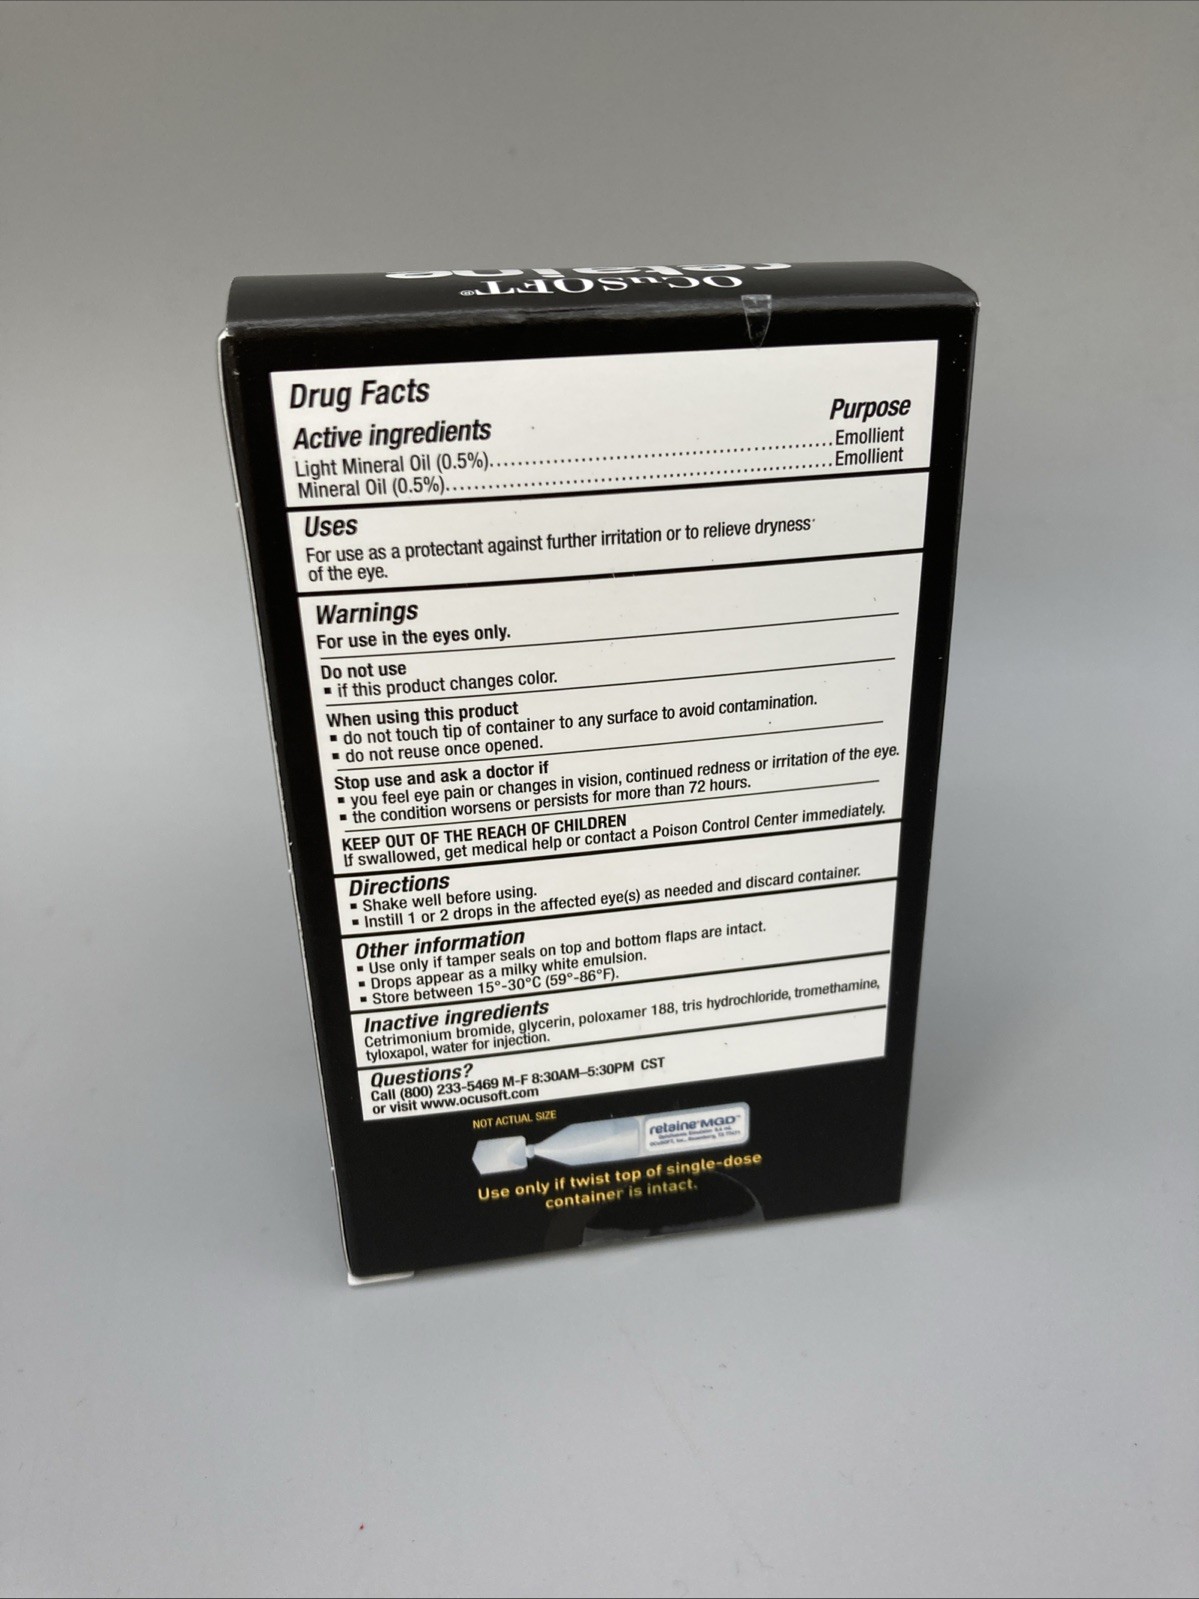 OCuSOFT®
retaine
Drug Facts
Active ingredients Purpose
Light Mineral Oil (0.5%)..........Emollient
Mineral Oil (0.5%)..........Emollient
Uses
For use as a protectant against further irritation or to relieve dryness
of the eye.
Warnings
For use in the eyes only.
Do not use
▪ if this product changes color.
When using this product
▪ do not touch tip of container to any surface to avoid contamination.
▪ do not reuse once opened.
Stop use and ask a doctor if
▪ you feel eye pain or changes in vision, continued redness or irritation of the eye.
▪ the condition worsens or persists for more than 72 hours.
KEEP OUT OF THE REACH OF CHILDREN
If swallowed, get medical help or contact a Poison Control Center immediately.
Directions
▪ Shake well before using.
▪ Instill 1 or 2 drops in the affected eye(s) as needed and discard container.
Other information
▪ Use only if tamper seals on top and bottom flaps are intact.
▪ Drops appear as a milky white emulsion.
▪ Store between 15°-30°C (59°-86°F).
Inactive ingredients
Cetrimonium bromide, glycerin, poloxamer 188, tris hydrochloride, tromethamine,
tyloxapol, water for injection.
Questions?
Call (800) 233-5469 M-F 8:30AM–5:30PM CST
or visit www.ocusoft.com
NOT ACTUAL SIZE
retaine MGD™
Use only if twist top of single-dose
container is intact.